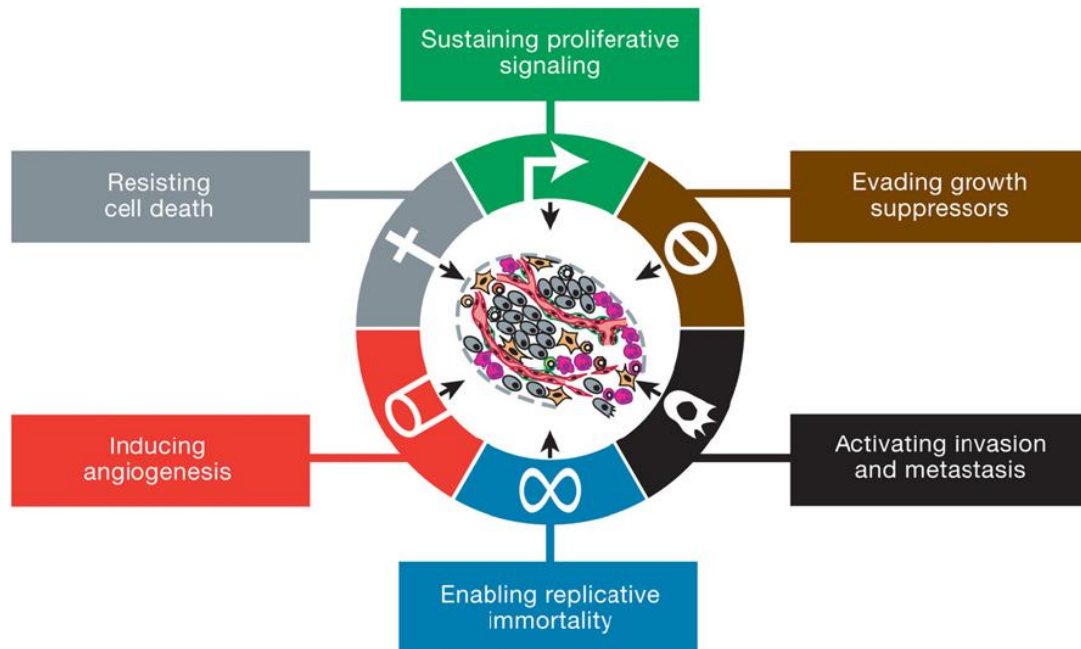 Sustaining proliferative
signaling
Resisting
cell death
Evading growth
suppressors
Inducing
angiogenesis
Activating invasion
and metastasis
Enabling replicative
immortality